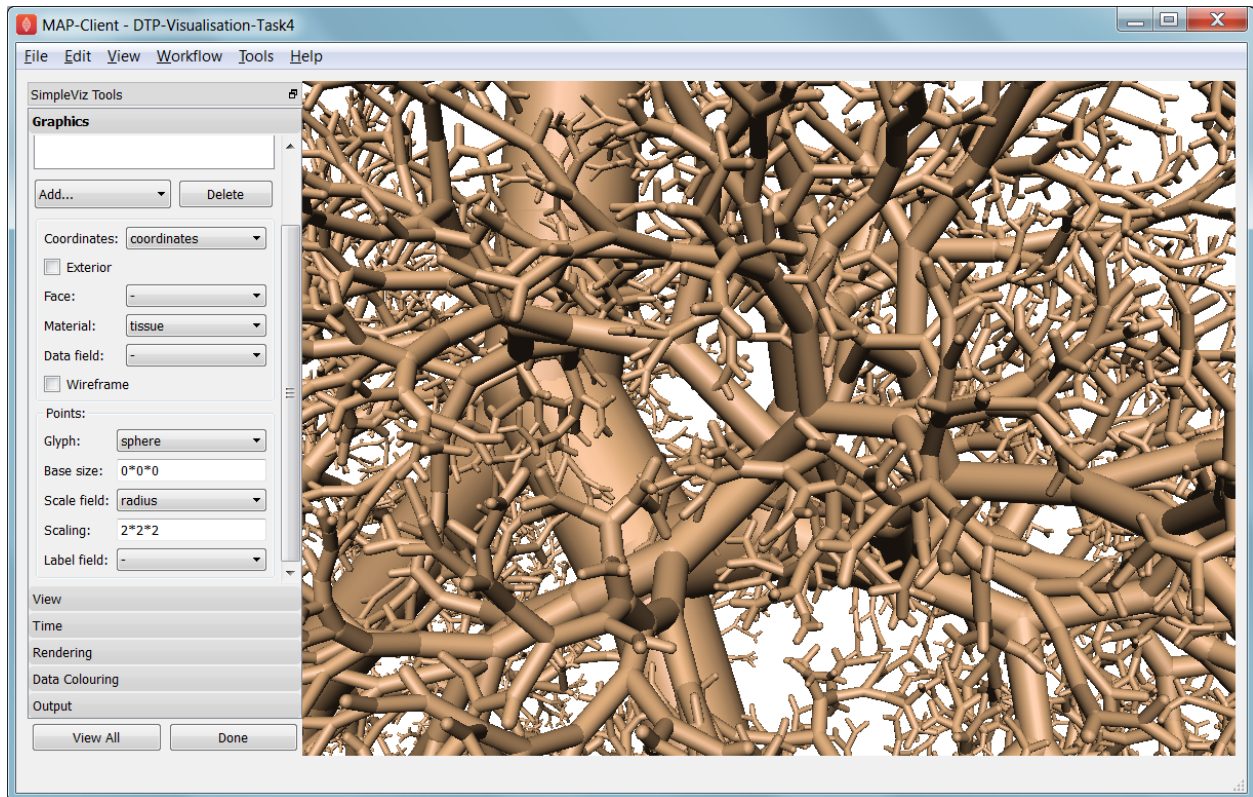 MAP-Client - DTP-Visualisation-Task4
File Edit View Workflow Tools Help
SimpleViz Tools
Graphics
Add... Delete
Coordinates: coordinates
Exterior
Face: -
Material: tissue
Data field: -
Wireframe
Points:
Glyph: sphere
Base size: 0*0*0
Scale field: radius
Scaling: 2*2*2
Label field: -
View
Time
Rendering
Data Colouring
Output
View All Done